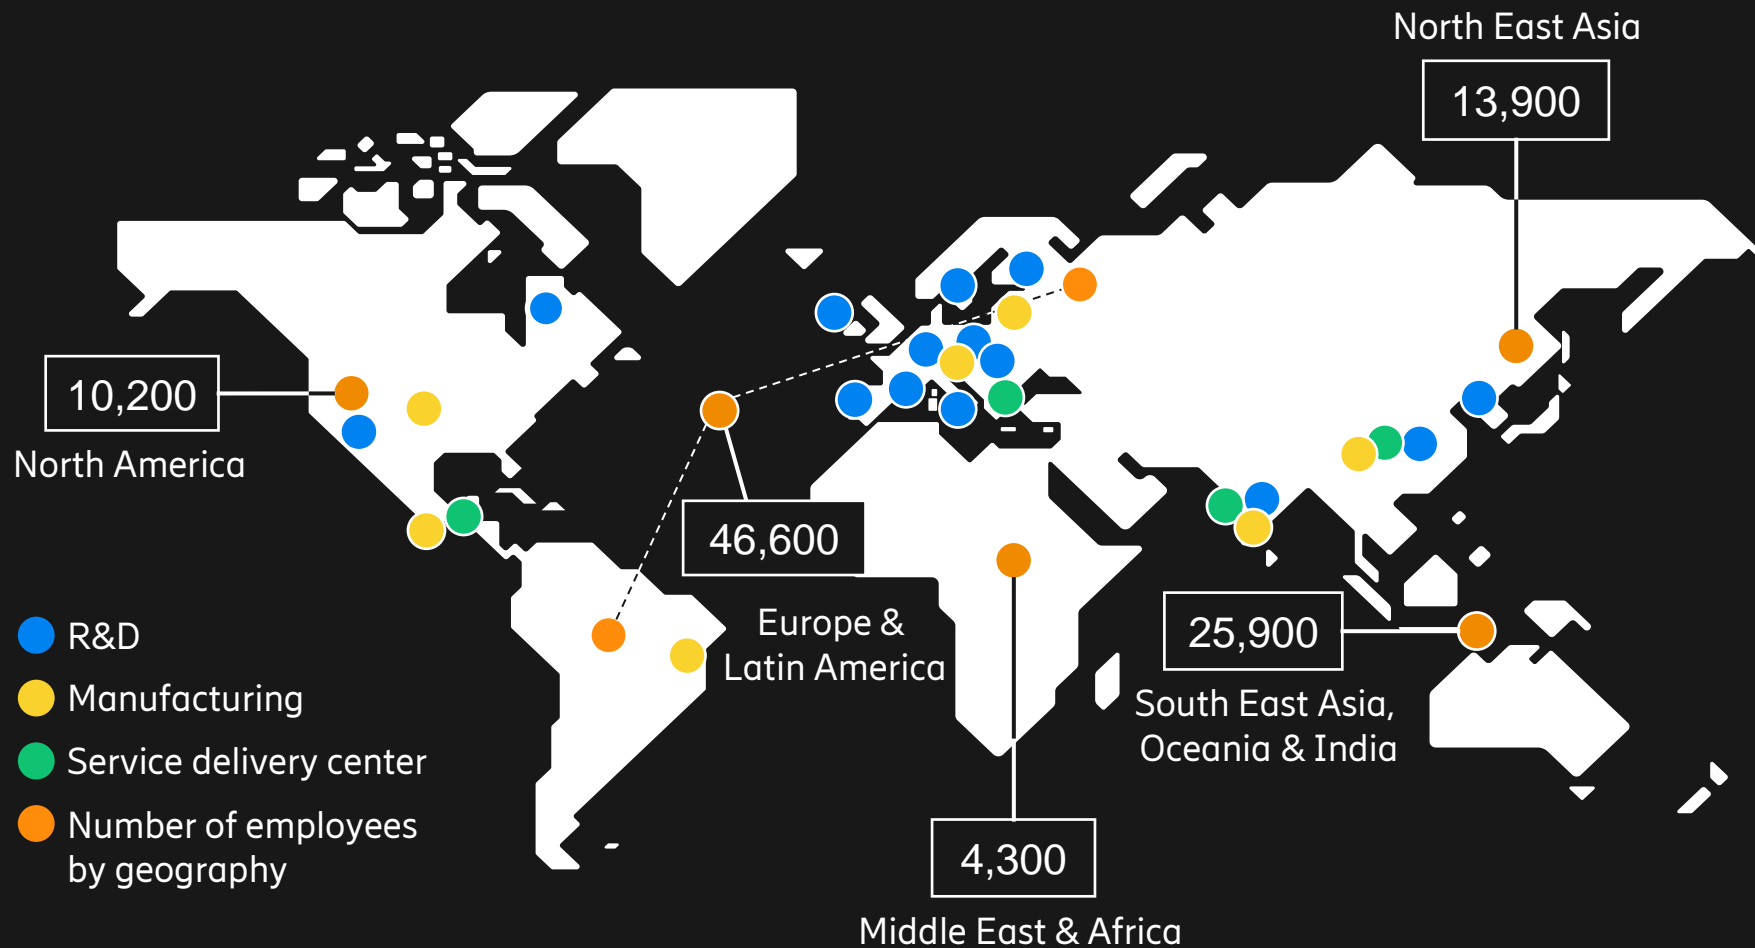 North East Asia
13,900
10,200
North America
46,600
Europe &
Latin America
25,900
South East Asia,
Oceania & India
4,300
Middle East & Africa
R&D
Manufacturing
Service delivery center
Number of employees
by geography